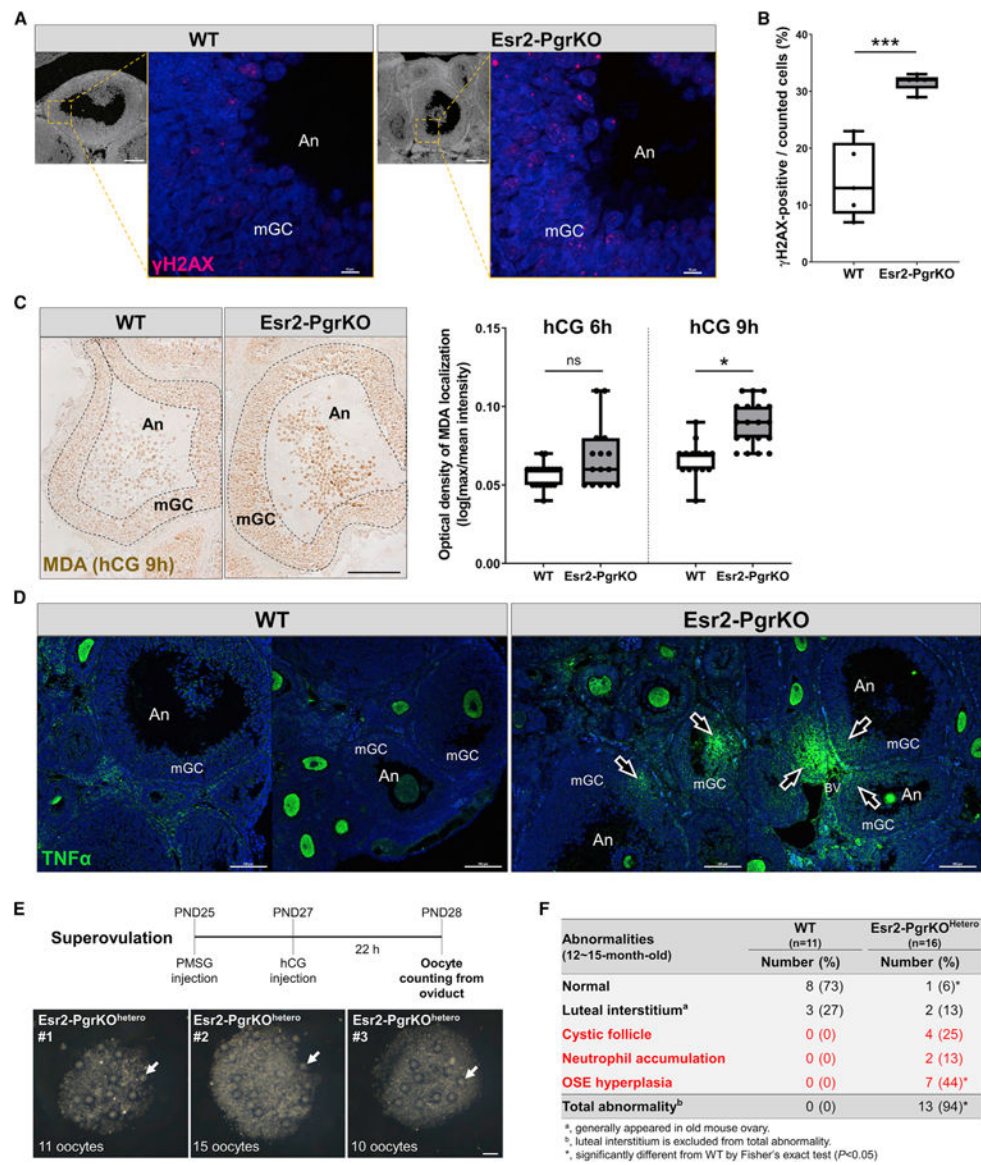 A
WT
Esr2-PgrKO
An
mGC
γH2AX
An
mGC
B
γH2AX-positive / counted cells (%)
40
30
20
10
0
***
WT
Esr2-PgrKO
C
WT
Esr2-PgrKO
An
mGC
MDA (hCG 9h)
An
mGC
Optical density of MDA localization
(log[max/mean intensity)
0.15
0.10
0.05
0.00
hCG 6h
hCG 9h
ns
*
WT
Esr2-PgrKO
WT
Esr2-PgrKO
D
WT
Esr2-PgrKO
An
mGC
TNFα
mGC
An
mGC
mGC
mGC
An
An
mGC
BV
An
mGC
E
PND25
PND27
PND28
Superovulation
22 h
PMSG
injection
hCG
injection
Oocyte
counting from
oviduct
Esr2-PgrKOhetero
#1
11 oocytes
Esr2-PgrKOhetero
#2
15 oocytes
Esr2-PgrKOhetero
#3
10 oocytes
F
Abnormalities
(12~15-month-old)
WT
(n=11)
Esr2-PgrKOHetero
(n=16)
Number (%) Number (%)
Normal 8 (73) 1 (6)*
Luteal interstitiuma 3 (27) 2 (13)
Cystic follicle 0 (0) 4 (25)
Neutrophil accumulation 0 (0) 2 (13)
OSE hyperplasia 0 (0) 7 (44)*
Total abnormalityb 0 (0) 13 (94)*
a, generally appeared in old mouse ovary.
b, luteal interstitium is excluded from total abnormality.
*, significantly different from WT by Fisher's exact test (P<0.05)